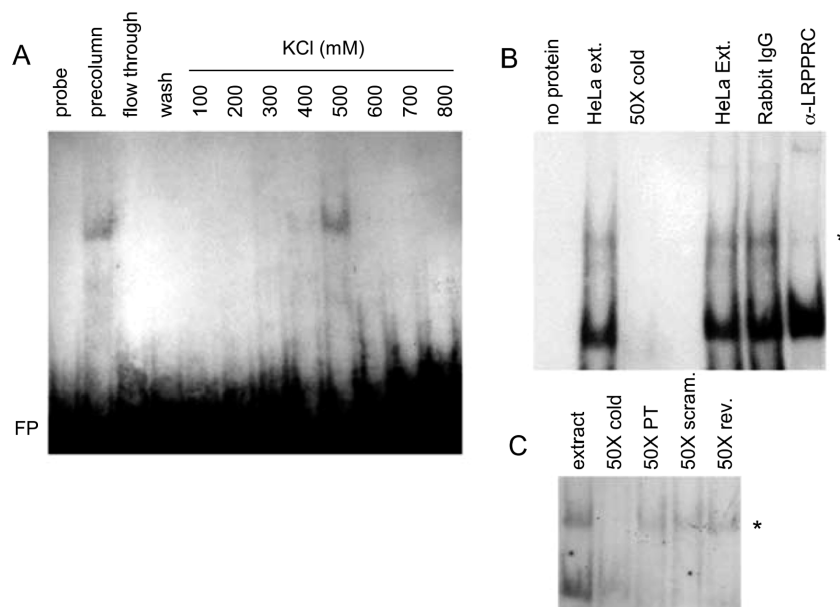 A
probe
precolumn
flow through
wash
KCl (mM)
100
200
300
400
500
600
700
800
FP
B
no protein
HeLa ext.
50X cold
HeLa Ext.
Rabbit IgG
α-LRPPRC
*
C
extract
50X cold
50X PT
50X scram.
50X rev.
*